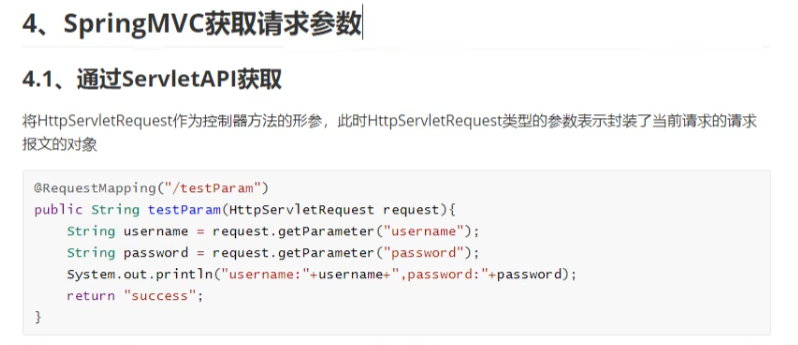 4、SpringMVC获取请求参数
4.1、通过ServletAPI获取
将HttpServletRequest作为控制器方法的形参，此时HttpServletRequest类型的参数表示封装了当前请求的请求
报文的对象
@RequestMapping("/testParam")
public String testParam(HttpServletRequest request){
    String username = request.getParameter("username");
    String password = request.getParameter("password");
    System.out.println("username:"+username+",password:"+password);
    return "success";
}